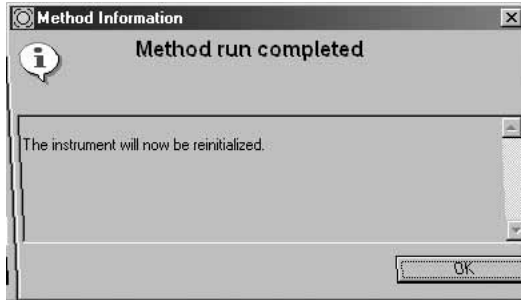 Method Information
Method run completed
The instrument will now be reinitialized.
OK